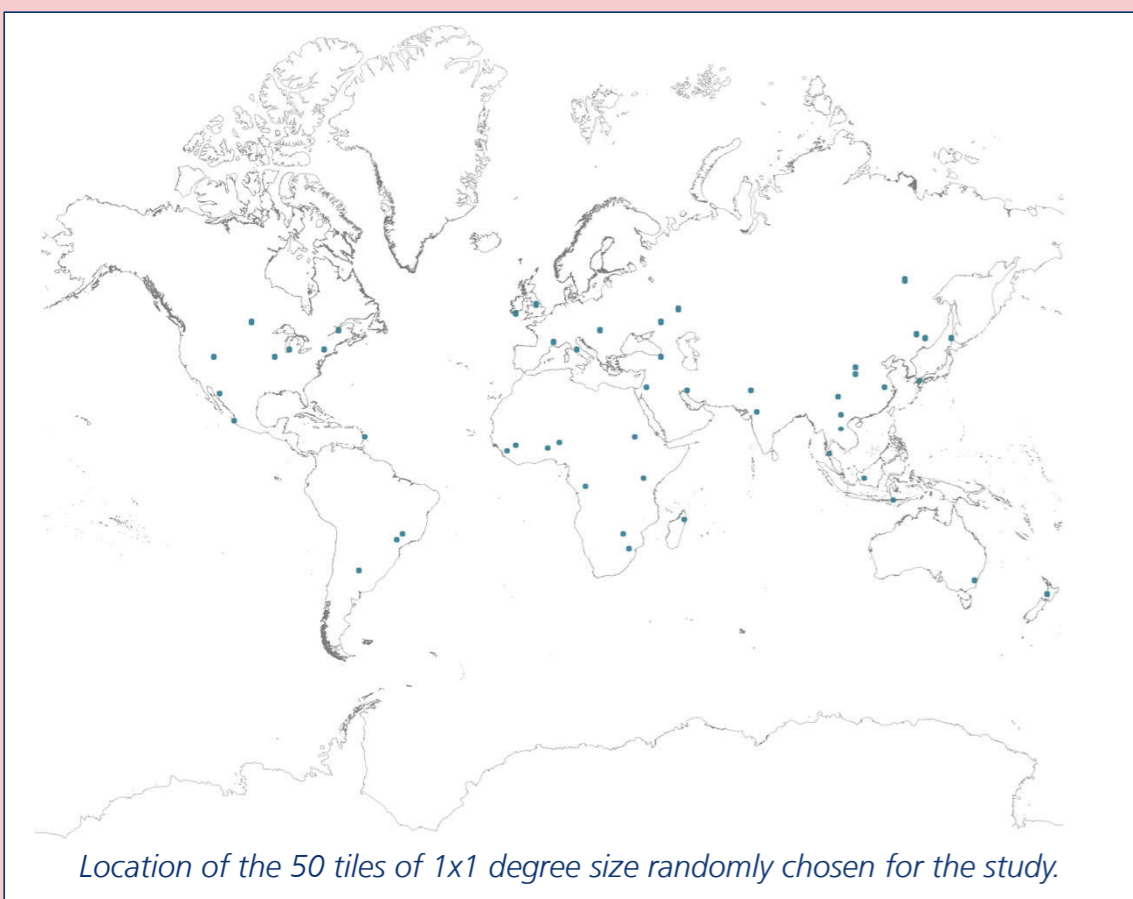 Location of the 50 tiles of 1x1 degree size randomly chosen for the study.